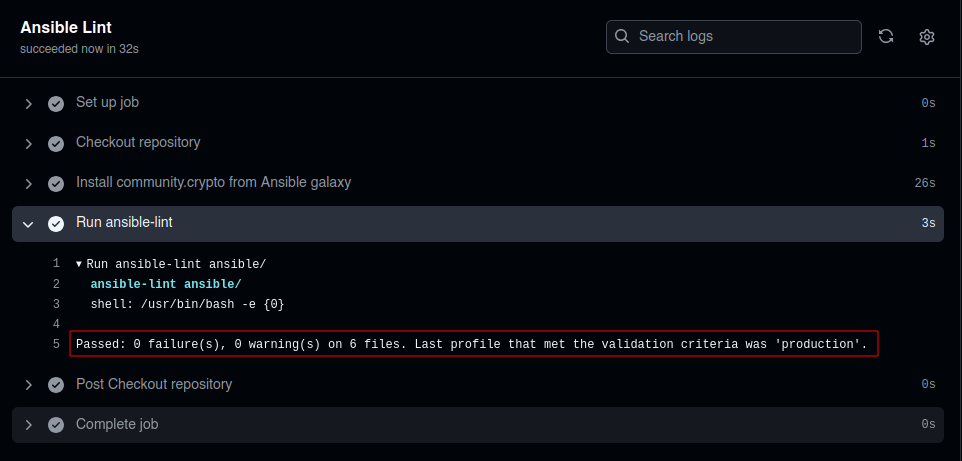 Ansible Lint
succeeded now in 32s
Search logs
Set up job 0s
Checkout repository 1s
Install community.crypto from Ansible galaxy 26s
Run ansible-lint 3s
1 ▼ Run ansible-lint ansible/
2 ansible-lint ansible/
3 shell: /usr/bin/bash -e {0}
4
5 Passed: 0 failure(s), 0 warning(s) on 6 files. Last profile that met the validation criteria was 'production'.
Post Checkout repository 0s
Complete job 0s